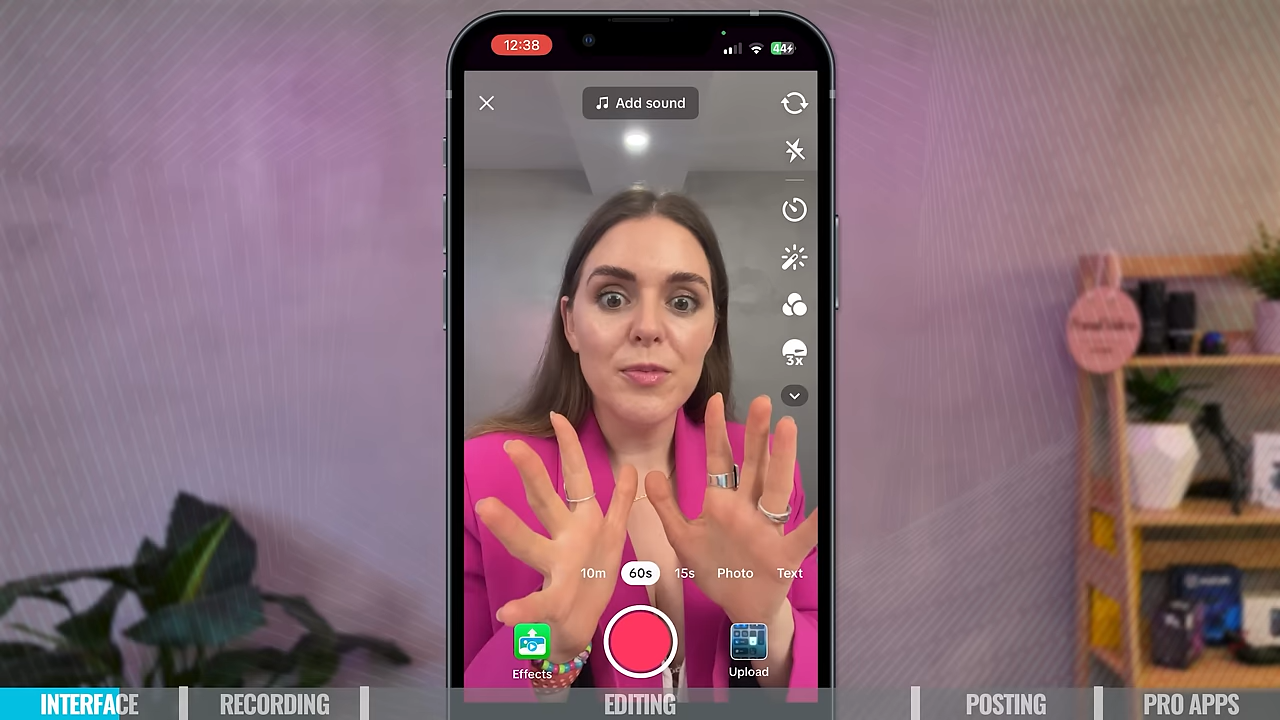 12:38
44
Add sound
3x
10m 60s 15s Photo Text
Effects Upload
INTERFACE RECORDING EDITING POSTING PRO APPS